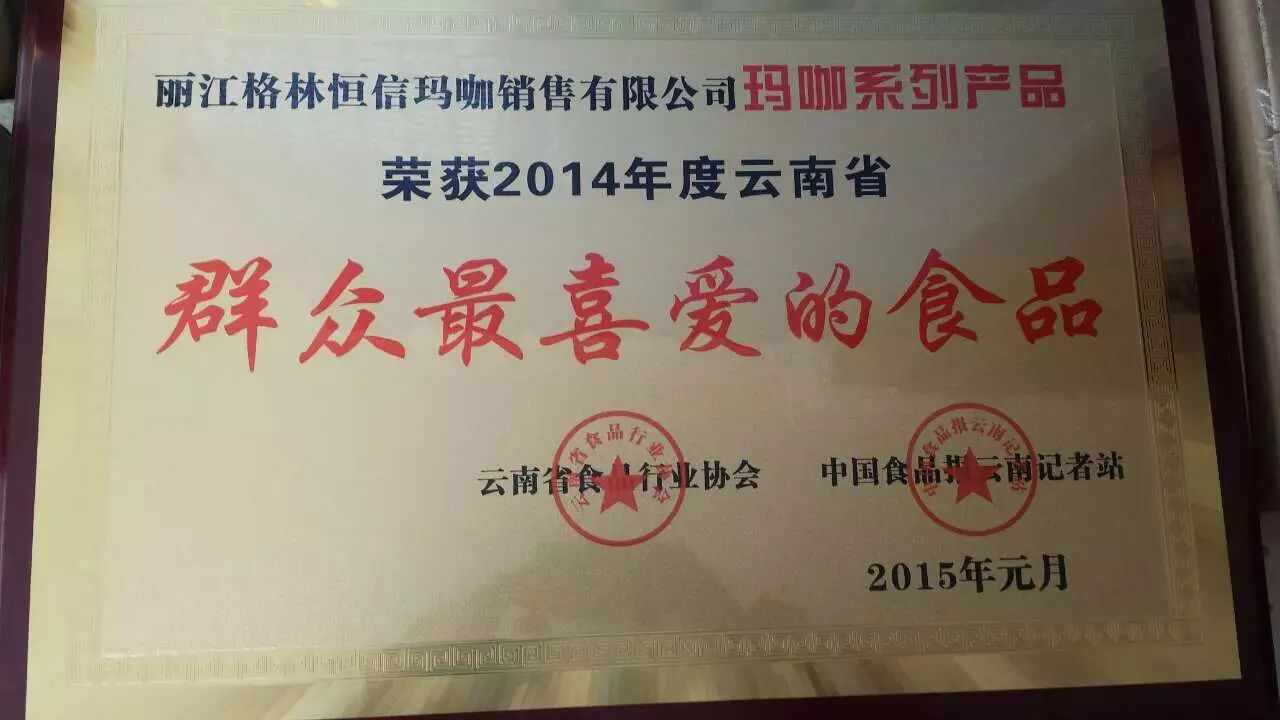 丽江格林恒信玛咖销售有限公司玛咖系列产品
荣获2014年度云南省
群众最喜爱的食品
云南省食品行业协会 中国食品报云南记者站
2015年元月